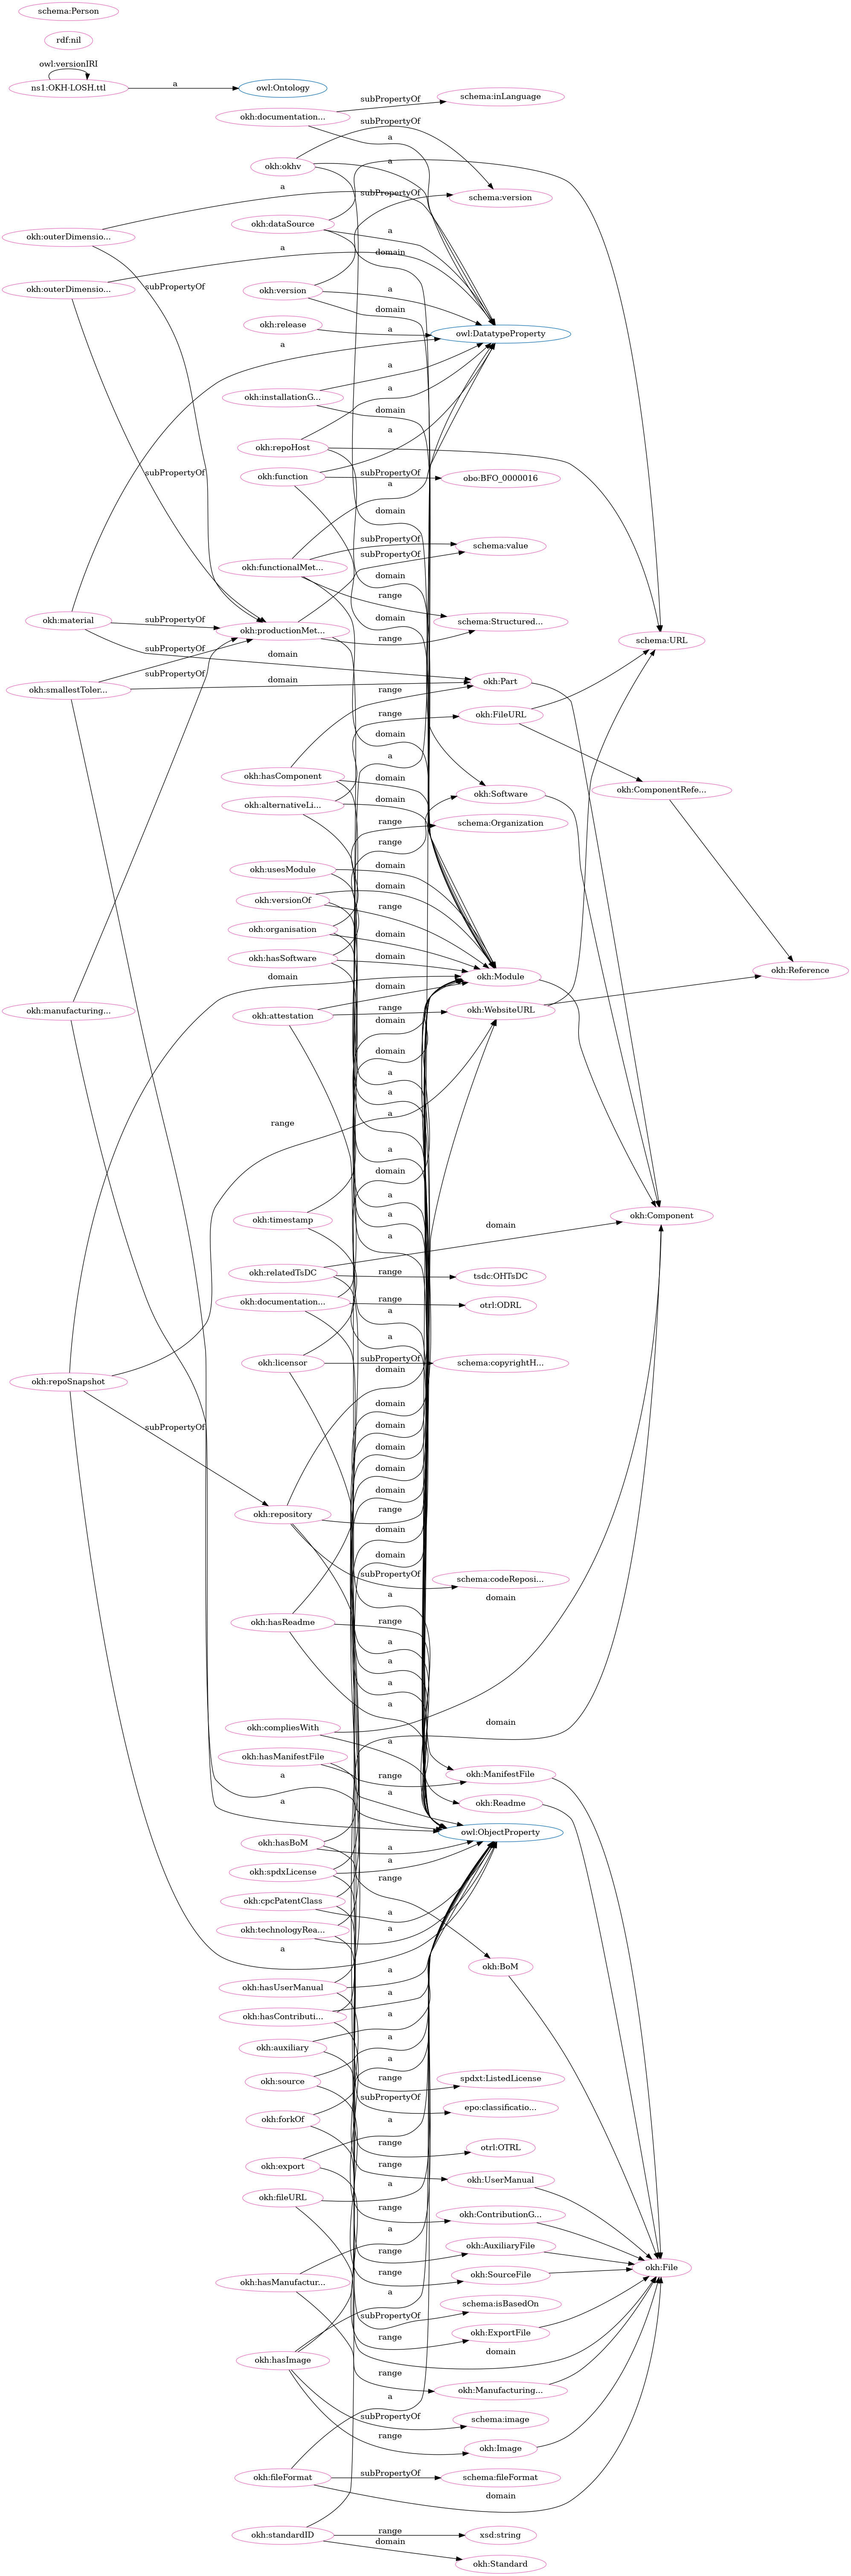 schema:Person
rdf:nil
owl:versionIRI
ns1:OKH-LOSH.ttl
a
owl:Ontology
okh:documentation...
subPropertyOf
schema:inLanguage
a
okh:okhv
subPropertyOf
a
schema:version
okh:outerDimensio...
a
okh:dataSource
subPropertyOf
a
domain
okh:outerDimensio...
a
subPropertyOf
okh:version
a
domain
owl:DatatypeProperty
okh:release
a
a
okh:installationG...
a
domain
okh:repoHost
a
okh:function
subPropertyOf
obo:BFO_0000016
subPropertyOf
a
domain
okh:functionalMet...
subPropertyOf
schema:value
subPropertyOf
domain
range
schema:Structured...
okh:material
subPropertyOf
okh:productionMet...
domain
range
schema:URL
subPropertyOf
domain
okh:smallestToler...
subPropertyOf
domain
okh:Part
range
range
okh:FileURL
domain
a
okh:hasComponent
domain
okh:ComponentRefe...
okh:alternativeLi...
domain
okh:Software
range
schema:Organization
range
okh:usesModule
domain
okh:versionOf
domain
range
okh:organisation
domain
okh:hasSoftware
domain
okh:Reference
domain
okh:Module
domain
okh:manufacturing...
okh:attestation
range
okh:WebsiteURL
domain
domain
a
a
range
a
a
domain
a
okh:timestamp
a
okh:Component
domain
a
okh:relatedTsDC
range
tsdc:OHTsDC
okh:documentation...
range
otrl:ODRL
a
a
okh:licensor
subPropertyOf
schema:copyrightH...
domain
okh:repoSnapshot
domain
subPropertyOf
domain
domain
domain
range
okh:repository
domain
domain
subPropertyOf
schema:codeReposi...
a
domain
okh:hasReadme
range
a
a
a
a
domain
okh:compliesWith
a
okh:hasManifestFile
range
okh:ManifestFile
a
a
a
okh:Readme
owl:ObjectProperty
okh:hasBoM
a
a
okh:spdxLicense
range
okh:cpcPatentClass
a
okh:technologyRea...
a
a
okh:BoM
a
okh:hasUserManual
a
okh:hasContributi...
a
okh:auxiliary
a
range
spdxt:ListedLicense
okh:source
subPropertyOf
epo:classificatio...
okh:forkOf
a
range
otrl:OTRL
okh:export
range
okh:UserManual
a
okh:fileURL
range
okh:ContributionG...
a
okh:AuxiliaryFile
range
okh:File
range
okh:SourceFile
okh:hasManufactur...
a
schema:isBasedOn
subPropertyOf
okh:ExportFile
range
domain
okh:hasImage
range
okh:Manufacturing...
a
subPropertyOf
schema:image
range
okh:Image
okh:fileFormat
subPropertyOf
schema:fileFormat
domain
okh:standardID
range
xsd:string
domain
okh:Standard